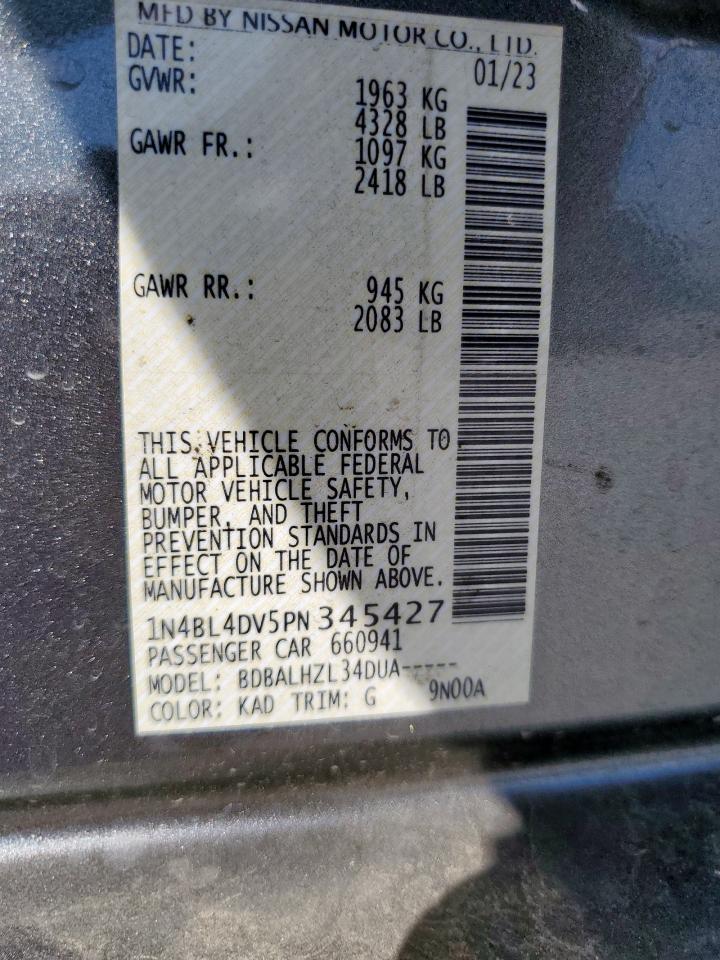 MFD BY NISSAN MOTOR CO., LTD.
DATE: 01/23
GVWR: 1963 KG
4328 LB
GAWR FR.: 1097 KG
2418 LB
GAWR RR.: 945 KG
2083 LB
THIS VEHICLE CONFORMS TO
ALL APPLICABLE FEDERAL
MOTOR VEHICLE SAFETY,
BUMPER, AND THEFT
PREVENTION STANDARDS IN
EFFECT ON THE DATE OF
MANUFACTURE SHOWN ABOVE.
1N4BL4DV5PN345427
PASSENGER CAR 660941
MODEL: BDBALHZL34DUA-----
COLOR: KAD TRIM: G 9N00A